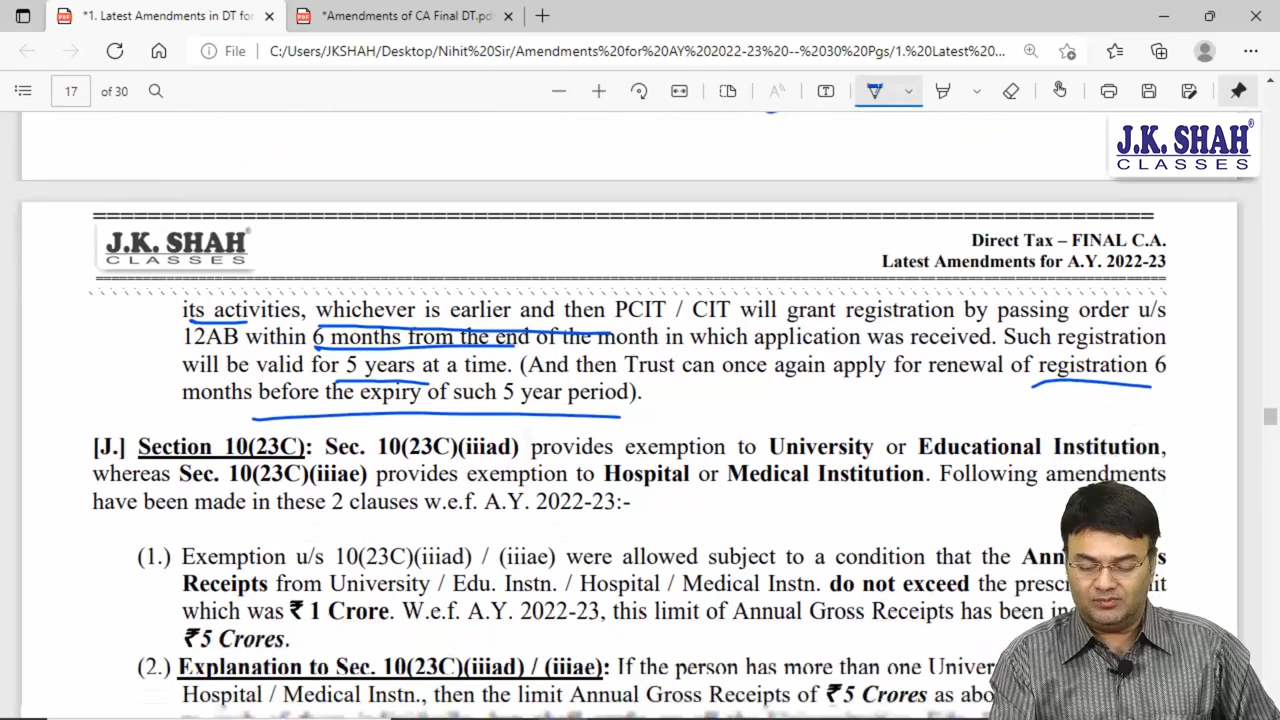 *1. Latest Amendments in DT for
*Amendments of CA Final DT.pd
File
C:/Users/JKSHAH/Desktop/Nihit%20Sir/Amendments%20for%20AY%202022-23%20--%2030%20Pgs/1.%20Latest%20...
17 of 30
J.K. SHAH®
CLASSES
J.K. SHAH
CLASSES
Direct Tax – FINAL C.A.
Latest Amendments for A.Y. 2022-23
its activities, whichever is earlier and then PCIT / CIT will grant registration by passing order u/s
12AB within 6 months from the end of the month in which application was received. Such registration
will be valid for 5 years at a time. (And then Trust can once again apply for renewal of registration 6
months before the expiry of such 5 year period).
[J.] Section 10(23C): Sec. 10(23C)(iiiad) provides exemption to University or Educational Institution,
whereas Sec. 10(23C)(iiiae) provides exemption to Hospital or Medical Institution. Following amendments
have been made in these 2 clauses w.e.f. A.Y. 2022-23:-
(1.) Exemption u/s 10(23C)(iiiad) / (iiiae) were allowed subject to a condition that the
Receipts from University / Edu. Instn. / Hospital / Medical Instn. do not exceed the
which was ₹ 1 Crore. W.e.f. A.Y. 2022-23, this limit of Annual Gross Receipts has been
₹ 5 Crores.
(2.) Explanation to Sec. 10(23C)(iiiad) / (iiiae): If the person has more than one
Hospital / Medical Instn., then the limit Annual Gross Receipts of ₹ 5 Crores as